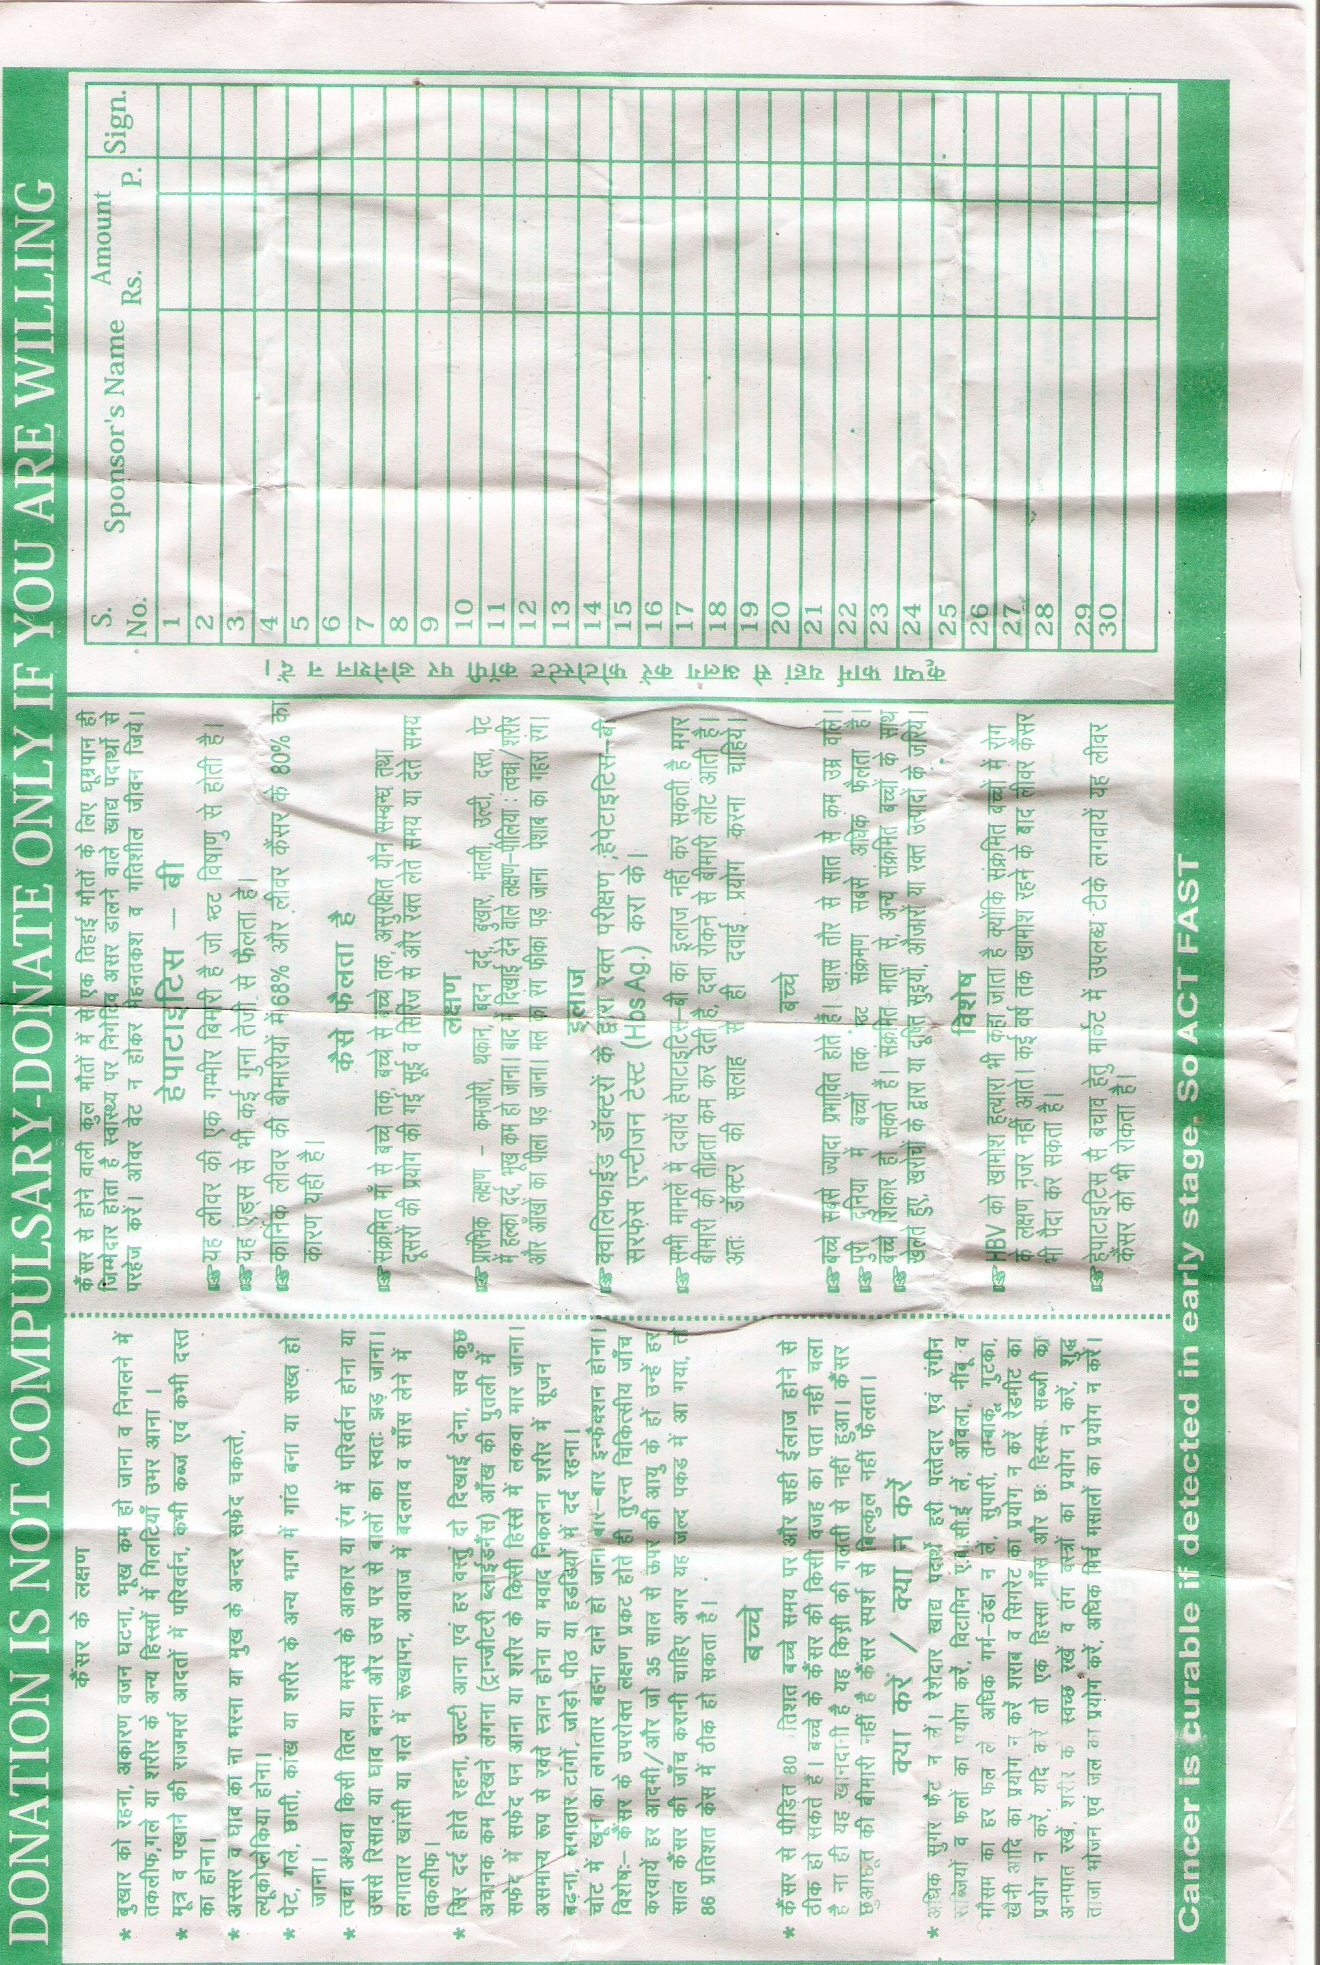 DONATION IS NOT COMPULSARY-DONATE ONLY IF YOU ARE WILLING
कैंसर के लक्षण
* बुखार को रहना, अकारण वजन घटना, भूख कम हो जाना व निगलने में
तकलीफ, गले या शरीर के अन्य हिस्सों में गिलटियाँ उभर आना ।
* मूत्र व पखाने की राजमर्रा आदतों में परिवर्तन, कभी कब्ज एवं कभी दस्त
का होना।
* अस्सर व घाव का ना भरना या मुख के अन्दर सफेद चकत्ते,
ल्यूकोप्लेकिया होना।
* पेट, गले, छाती, काख या शरीर के अन्य भाग में गांठ बना या सख्त हो
जाना।
* त्वचा अथवा किसी तिल या मस्से के आकार या रंग में परिवर्तन होना या
उससे रिसाव या घाव बनना और उस पर से बालों का स्वतः झड़ जाना।
लगातार खांसी या गले में रूखापन, आवाज में बदलाव व साँस लेने में
तकलीफ।
* सिर दर्द होते रहना, उल्टी आना एवं हर वस्तु दो दिखाई देना, सब कुछ
अचानक कम दिखने लगना (ट्रान्जीटरी ब्लाईडनैस) आँख की पुतली में
सफेद में सफेद पन आना या शरीर के किसी हिस्से में लकवा मार जाना।
असमान्य रूप से रक्त स्त्राव होना या मवाद निकलना शरीर में सूजन
बढ़ना, लगातार टांगों, जोड़ो पीठ या हडडियों में दर्द रहना।
चोट में खून का लगातार बहना दाने हो जाना बार–बार इन्फेक्शन होना।
विशेष:– कैंसर के उपरोक्त लक्षण प्रकट होते ही तुरन्त चिकित्सीय जाँच
करवायें हर आदमी/औरत जो 35 साल से ऊपर की आयु के हों उन्हें हर
साल कैंसर की जाँच करानी चाहिए अगर यह जल्द पकड में आ गया, तो
86 प्रतिशत केस में ठीक हो सकता है।
बच्चे
* कैंसर से पीडित 80 तिशत बच्चे समय पर और सही ईलाज होने से
ठीक हो सकते है। बच्चे के कैंसर की किसी वजह का पता नही चला
है ना ही यह खानदानी है यह किसी की गलती से नहीं हुआ। कैंसर
छुआछूत की बीमारी नहीं है कैंसर स्पर्श से बिल्कुल नहीं फैलता।
क्या करें / क्या न करें
* अधिक सुगर फैट न लें। रेशेदार खाद्य पदार्थ हरी पत्तेदार एवं रंगीन
सब्जियों व फलों का प्रयोग करें, विटामिन ए.बी.सी.ई लें, आँवला, नींबू व
मौसम का हर फल ले अधिक गर्म-ठंडा न लें, सुपारी, तम्बाकू, गुटका,
खैनी आदि का प्रयोग न करें शराब व सिगरेट का प्रयोग न करें रेडमीट का
प्रयोग न करें, यदि करें तो एक हिस्सा माँस और छः हिस्सा सब्जी का
अनपात रखें, शरीर क स्वच्छ रखें व तंग वस्त्रों का प्रयोग न करें, शुद्ध
ताजा भोजन एवं जल का प्रयोग करें, अधिक मिर्च मसालों का प्रयोग न करें।
कैंसर से होने वाली कुल मौतों में से एक तिहाई मौतों के लिए धूम्रपान ही
जिम्मेदार होता है स्वास्थ्य पर निगेटिव असर डालने वाले खाद्य पदार्थो से
परहेज करें। ओवर वेट न होकर मेहनतकश व गतिशील जीवन जिये।
हेपाटाइटिस – बी
यह लीवर की एक गम्भीर बिमारी है जो भ्ठट विषाणु से होती है।
यह एड्स से भी कई गुना तेजी से फैलता है।
कानिक लीवर की बीमारीयों में 68% और लीवर कैंसर के 80% का
कारण यही है।
कैसे फैलता है
संक्रमित माँ से बच्चे तक, बच्चे से बच्चे तक, असुरक्षित यौन सम्बन्ध तथा
दूसरों की प्रयोग की गई सूई व सिरिंज से और रक्त लेते समय या देते समय
लक्षण
प्रारंभिक लक्षण – कमजोरी, थकान, बदन दर्द, बुखार, मतली, उल्टी, दस्त, पेट
में हल्का दर्द, भूख कम हो जाना। बाद में दिखाई देने वाले लक्षण–पीलिया : त्वचा/शरीर
और आँखों का पीला पड़ जाना। मल का रंग फीका पड़ जाना पेशाब का गहरा रंग।
इलाज
क्वालिफाईड डॉक्टरों के द्वारा रक्त परीक्षण ;हेपेटाइटिस–बी
सरफेस एन्टीजन टेस्ट (Hbs Ag.) करा के।
सभी मामलें में दवायें हेपाटाइटिस–बी का इलाज नहीं कर सकती है मगर
बीमारी की तीव्रता कम कर देती है, दवा रोकने से बीमारी लौट आती है।
अतः डॉक्टर की सलाह से ही दवाई प्रयोग करना चाहिये।
बच्चे
बच्चे सबसे ज्यादा प्रभावित होते हैं। खास तौर से सात से कम उम्र वाले।
पुरी दुनिया में बच्चों तक भ्ठट संक्रमण सबसे अधिक फैलता है।
बच्चे शिकार हो सकते हैं। संक्रमित माता से, अन्य संक्रमित बच्चों के साथ
खेलते हुए, खरोचों के द्वारा या दूषित सुइयों, औजारों या रक्त उत्पादों के जरिये।
विशेष
HBV को खामोश हत्यारा भी कहा जाता है क्योंकि संक्रमित बच्चों में रोग
के लक्षण नज़र नहीं आते। कई वर्ष तक खामोश रहने के बाद लीवर कैंसर
भी पैदा कर सकता है।
हेपाटाइटिस से बचाव हेतु मार्केट में उपलब्ध टीके लगवायें यह लीवर
कैंसर को भी रोकता है।
कृप्या फार्म यहां से अलग करें फोटोस्टेट कॉपी पर डोनेशन न लें –
S. Sponsor's Name Amount Sign.
No. Rs. P.
1
2
3
4
5
6
7
8
9
10
11
12
13
14
15
16
17
18
19
20
21
22
23
24
25
26
27
28
29
30
Cancer is curable if detected in early stage. So ACT FAST